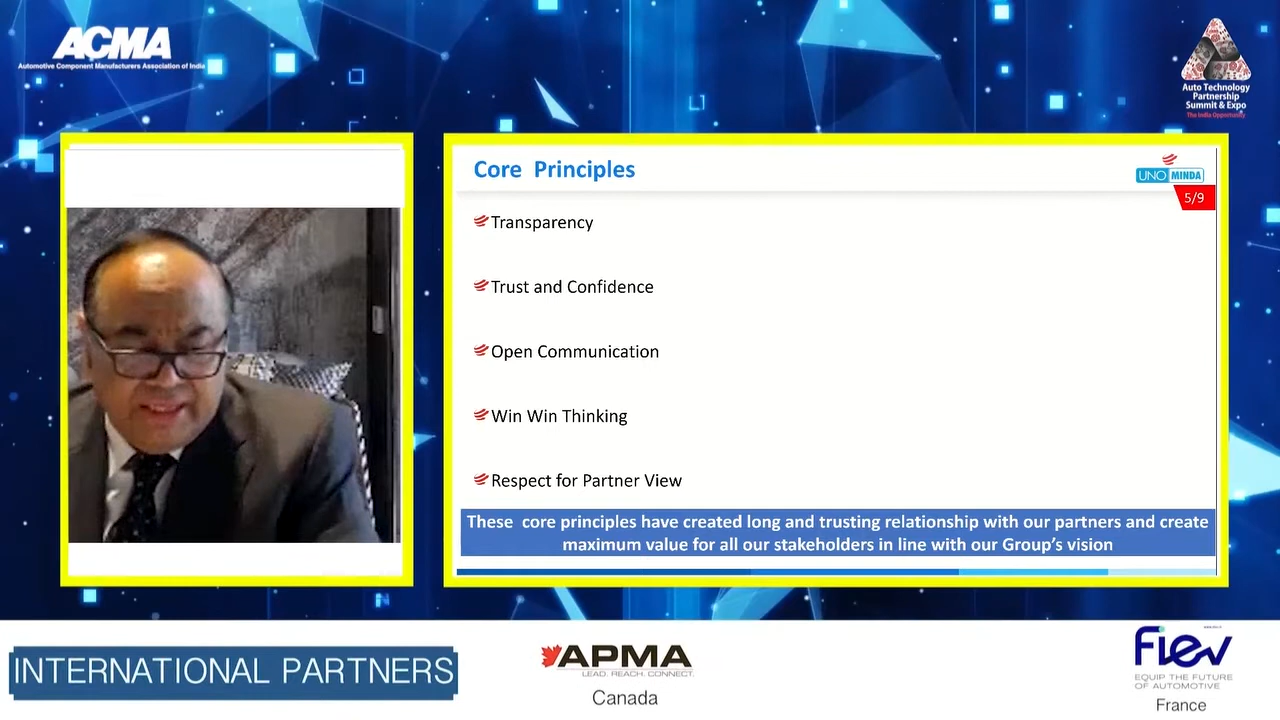 ACMA
Automotive Component Manufacturers Association of India
Auto Technology
Partnership
Summit & Expo
The India Opportunity
Core Principles
UNO MINDA
5/9
Transparency
Trust and Confidence
Open Communication
Win Win Thinking
Respect for Partner View
These core principles have created long and trusting relationship with our partners and create
maximum value for all our stakeholders in line with our Group's vision
INTERNATIONAL PARTNERS
APMA
LEAD. REACH. CONNECT.
Canada
Fiev
EQUIP THE FUTURE
OF AUTOMOTIVE
France